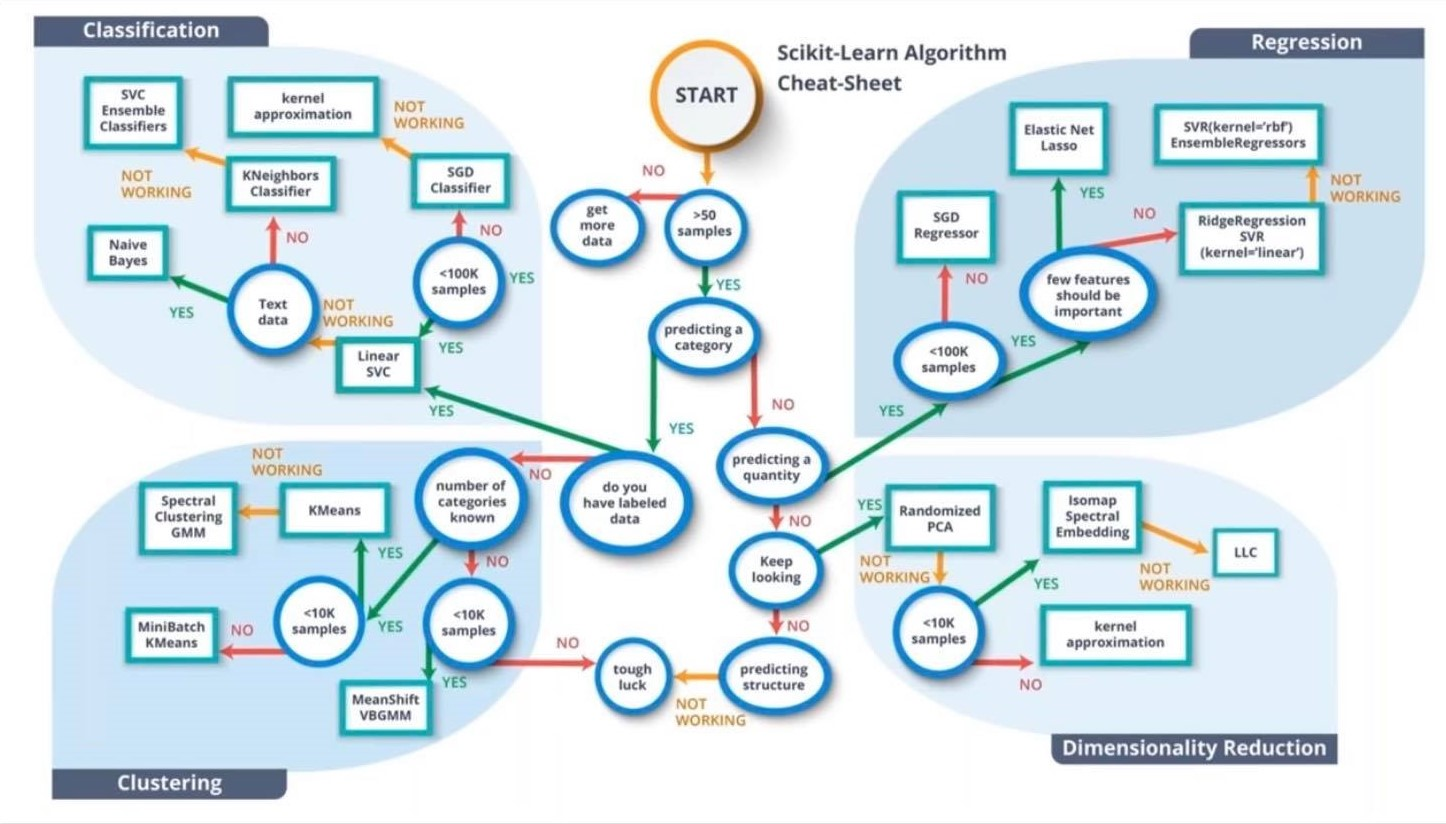 Classification
Scikit-Learn Algorithm
Cheat-Sheet
Regression
START
SVC
Ensemble
Classifiers
kernel
approximation
NOT
WORKING
NOT
WORKING
KNeighbors
Classifier
SGD
Classifier
NO
NO
Naive
Bayes
YES
Text
data
NOT
WORKING
<100K
samples
YES
YES
Linear
SVC
YES
NO
get
more
data
>50
samples
YES
predicting a
category
YES
NO
do you
have labeled
data
NO
predicting a
quantity
YES
NO
Keep
looking
YES
NO
predicting
structure
NOT
WORKING
tough
luck
Elastic Net
Lasso
SVR(kernel='rbf')
EnsembleRegressors
YES
NOT
WORKING
SGD
Regressor
NO
RidgeRegression
SVR
(kernel='linear')
NO
few features
should be
important
<100K
samples
YES
NOT
WORKING
Spectral
Clustering
GMM
KMeans
number of
categories
known
YES
NO
<10K
samples
YES
<10K
samples
MiniBatch
KMeans
NO
NO
YES
MeanShift
VBGMM
Clustering
Randomized
PCA
Isomap
Spectral
Embedding
LLC
NOT
WORKING
NOT
WORKING
YES
<10K
samples
kernel
approximation
NO
Dimensionality Reduction